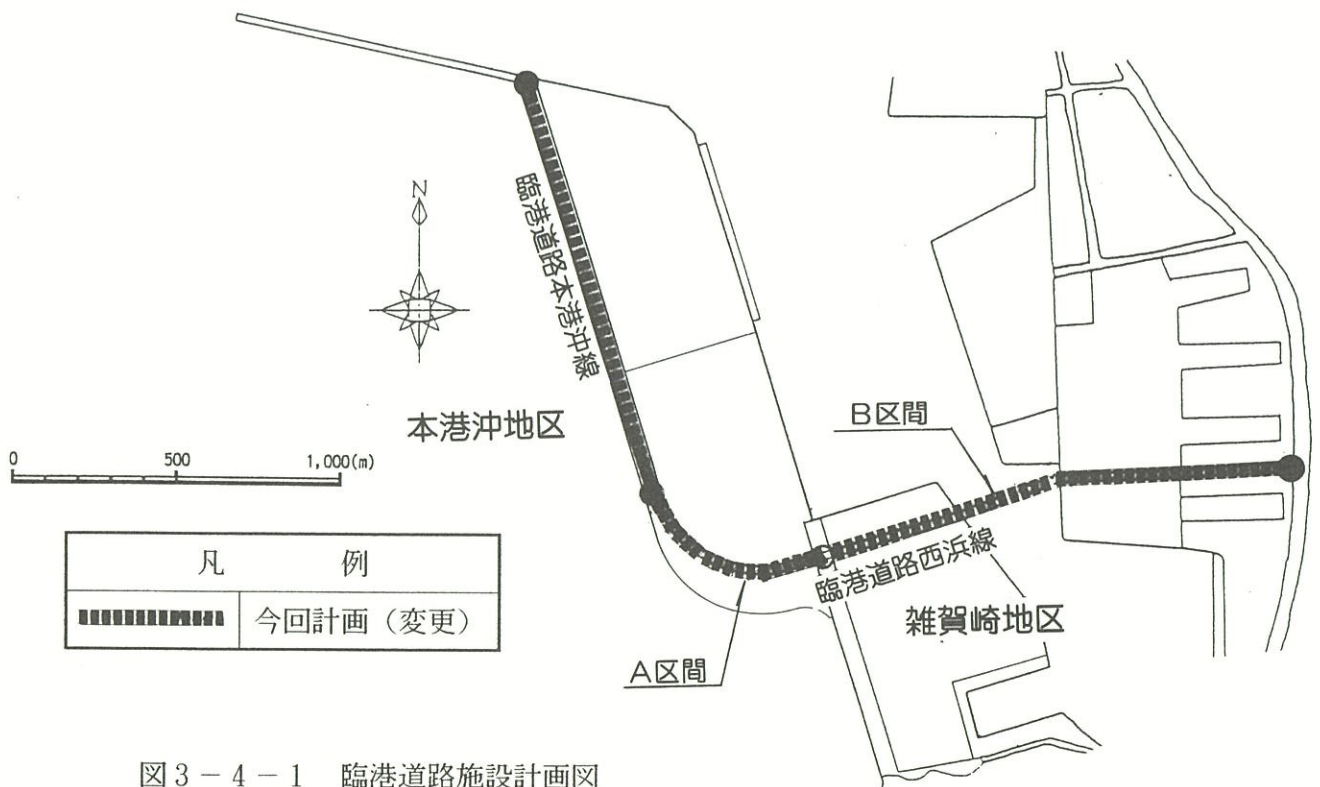 N
臨港道路本港沖線
本港沖地区
B区間
0 500 1,000(m)
臨港道路西浜線
凡 例
今回計画（変更）
雑賀崎地区
A区間
図3－4－1 臨港道路施設計画図